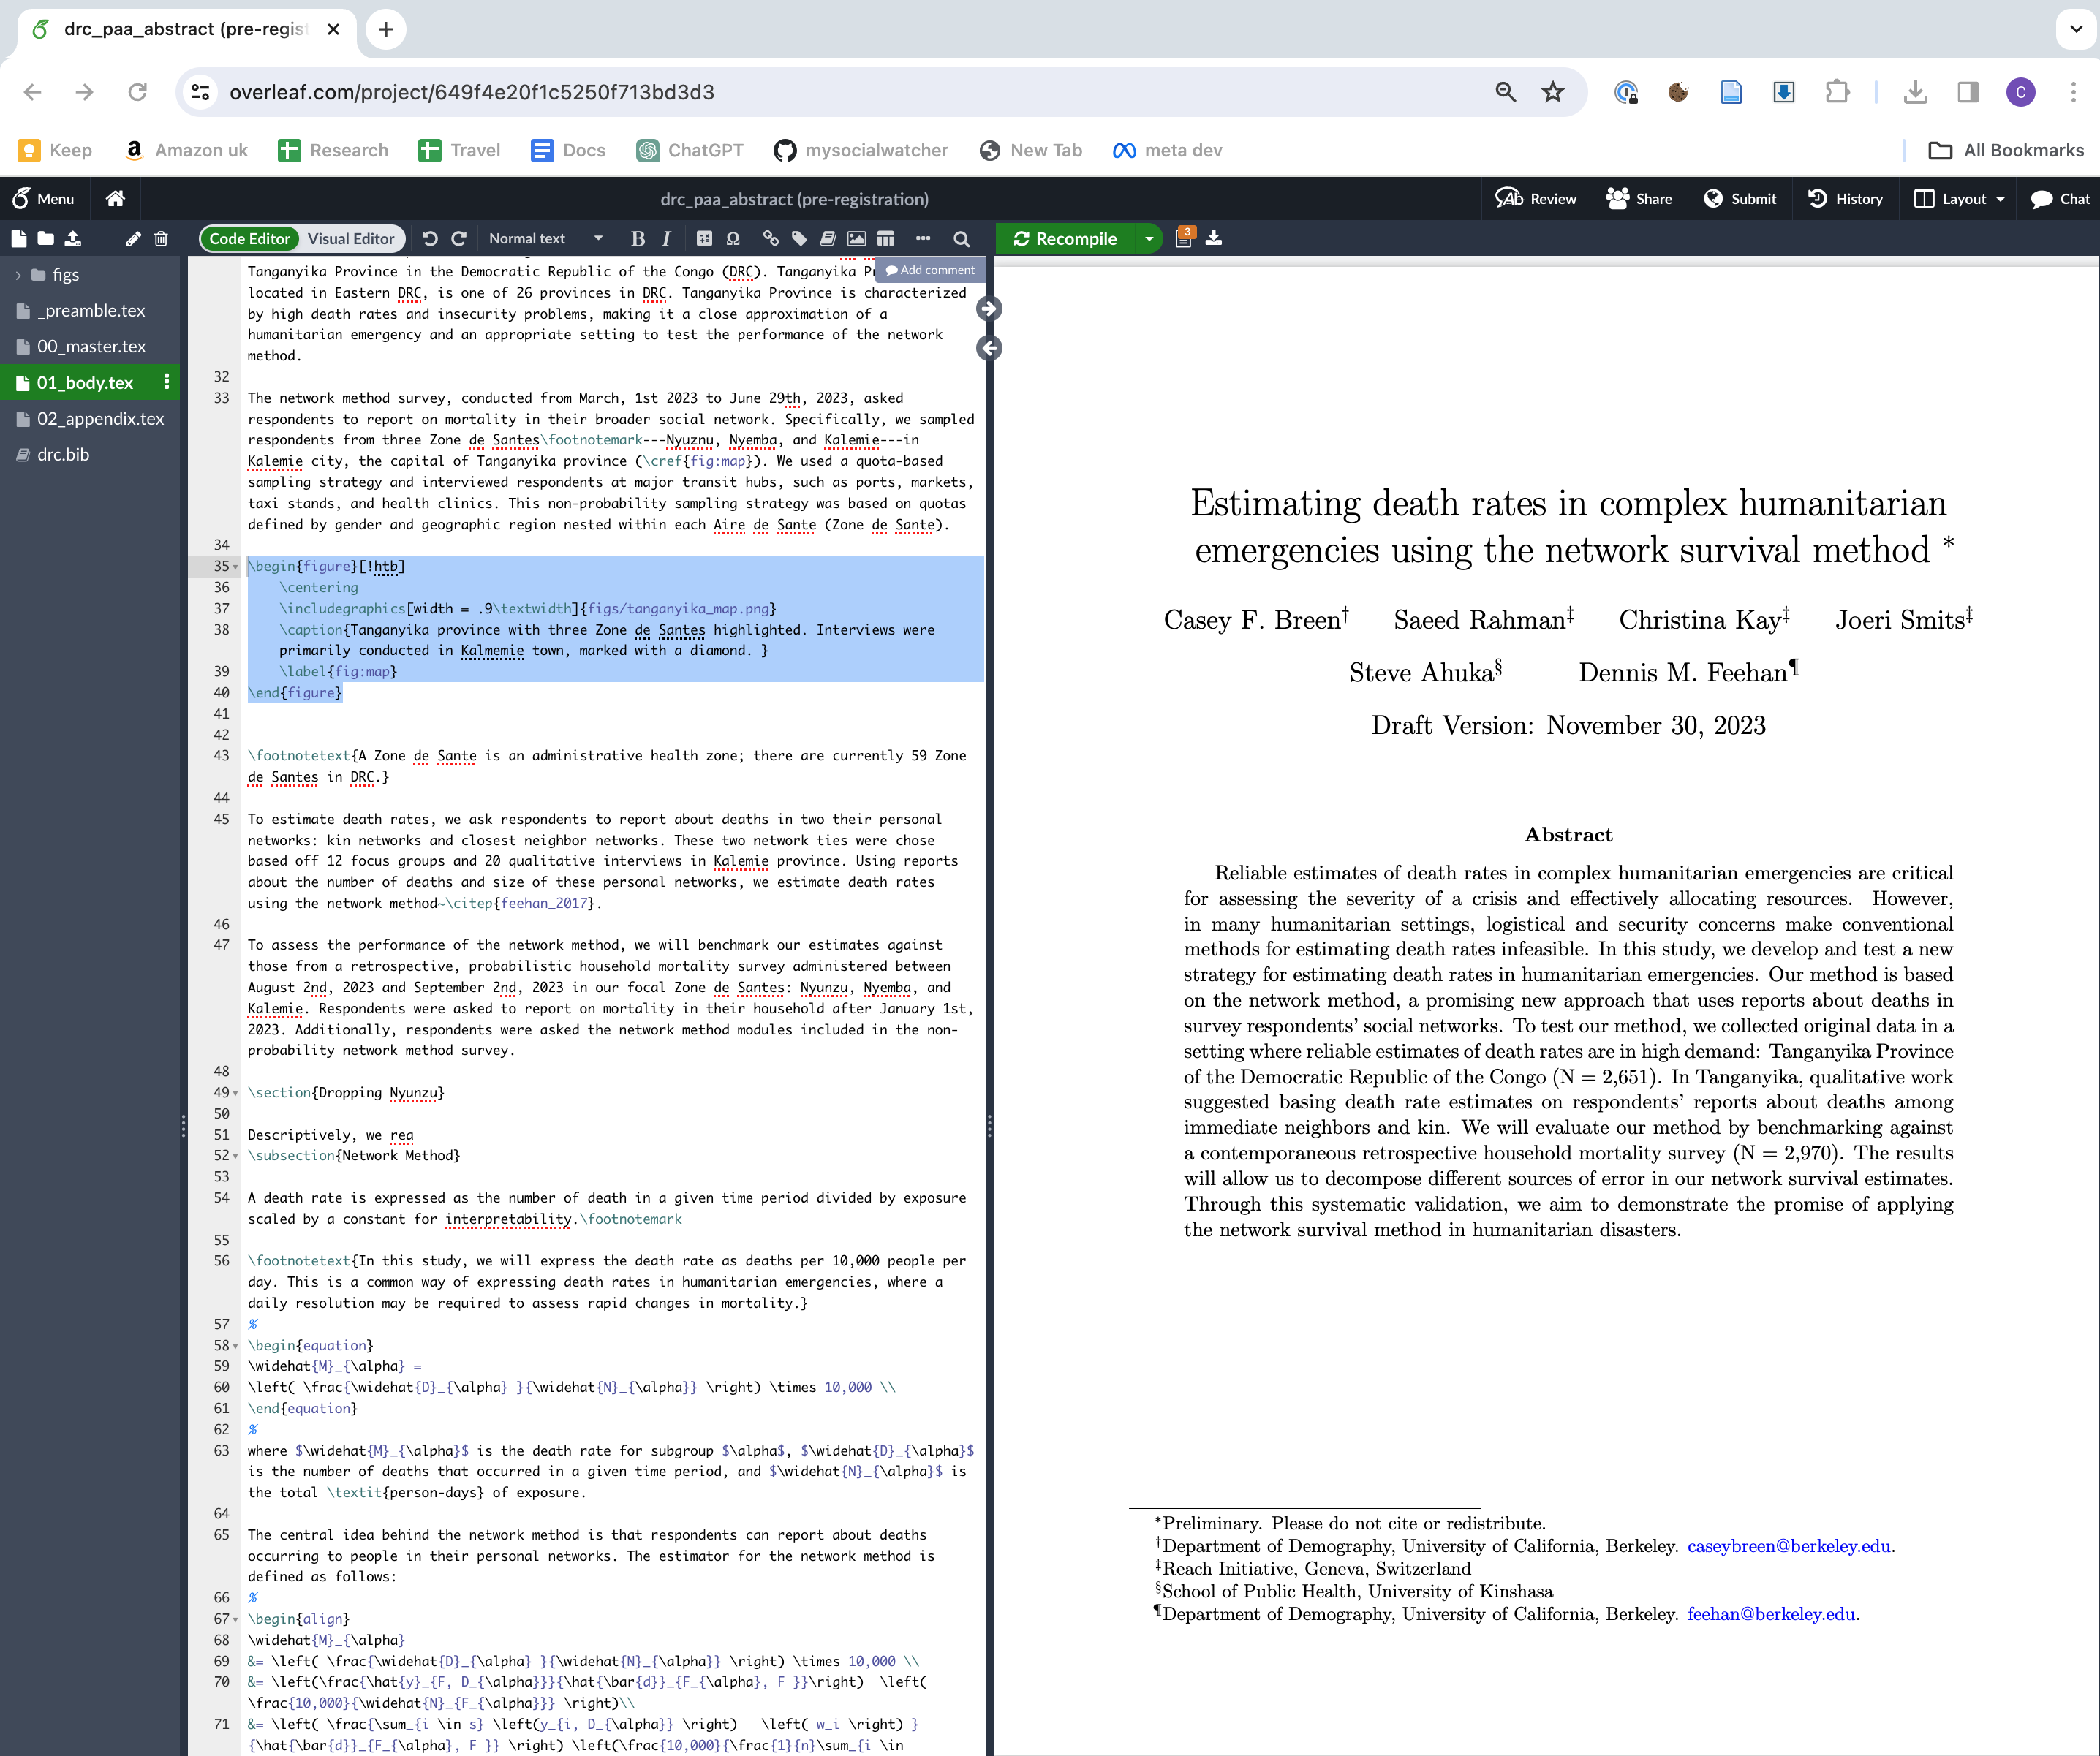 drc_paa_abstract (pre-regist
overleaf.com/project/649f4e20f1c5250f713bd3d3
C
Keep
Amazon uk
Research
Travel
Docs
ChatGPT
mysocialwatcher
New Tab
meta dev
All Bookmarks
Menu
drc_paa_abstract (pre-registration)
Review
Share
Submit
History
Layout
Chat
Code Editor
Visual Editor
Normal text
B
I
Ω
Recompile
3
figs
_preamble.tex
00_master.tex
01_body.tex
02_appendix.tex
drc.bib
Add comment
Tanganyika Province in the Democratic Republic of the Congo (DRC). Tanganyika Pr
located in Eastern DRC, is one of 26 provinces in DRC. Tanganyika Province is characterized
by high death rates and insecurity problems, making it a close approximation of a
humanitarian emergency and an appropriate setting to test the performance of the network
method.
32
33 The network method survey, conducted from March, 1st 2023 to June 29th, 2023, asked
respondents to report on mortality in their broader social network. Specifically, we sampled
respondents from three Zone de Santes\footnotemark---Nyuznu, Nyemba, and Kalemie---in
Kalemie city, the capital of Tanganyika province (\cref{fig:map}). We used a quota-based
sampling strategy and interviewed respondents at major transit hubs, such as ports, markets,
taxi stands, and health clinics. This non-probability sampling strategy was based on quotas
defined by gender and geographic region nested within each Aire de Sante (Zone de Sante).
34
35 \begin{figure}[!htb]
36 \centering
37 \includegraphics[width = .9\textwidth]{figs/tanganyika_map.png}
38 \caption{Tanganyika province with three Zone de Santes highlighted. Interviews were
primarily conducted in Kalmemie town, marked with a diamond. }
39 \label{fig:map}
40 \end{figure}
41
42
43 \footnotetext{A Zone de Sante is an administrative health zone; there are currently 59 Zone
de Santes in DRC.}
44
45 To estimate death rates, we ask respondents to report about deaths in two their personal
networks: kin networks and closest neighbor networks. These two network ties were chose
based off 12 focus groups and 20 qualitative interviews in Kalemie province. Using reports
about the number of deaths and size of these personal networks, we estimate death rates
using the network method~\citep{feehan_2017}.
46
47 To assess the performance of the network method, we will benchmark our estimates against
those from a retrospective, probabilistic household mortality survey administered between
August 2nd, 2023 and September 2nd, 2023 in our focal Zone de Santes: Nyunzu, Nyemba, and
Kalemie. Respondents were asked to report on mortality in their household after January 1st,
2023. Additionally, respondents were asked the network method modules included in the non-
probability network method survey.
48
49 \section{Dropping Nyunzu}
50
51 Descriptively, we rea
52 \subsection{Network Method}
53
54 A death rate is expressed as the number of death in a given time period divided by exposure
scaled by a constant for interpretability.\footnotemark
55
56 \footnotetext{In this study, we will express the death rate as deaths per 10,000 people per
day. This is a common way of expressing death rates in humanitarian emergencies, where a
daily resolution may be required to assess rapid changes in mortality.}
57 %
58 \begin{equation}
59 \widehat{M}_{\alpha} =
60 \left( \frac{\widehat{D}_{\alpha} }{\widehat{N}_{\alpha}} \right) \times 10,000 \\
61 \end{equation}
62 %
63 where $\widehat{M}_{\alpha}$ is the death rate for subgroup $\alpha$, $\widehat{D}_{\alpha}$
is the number of deaths that occurred in a given time period, and $\widehat{N}_{\alpha}$ is
the total \textit{person-days} of exposure.
64
65 The central idea behind the network method is that respondents can report about deaths
occurring to people in their personal networks. The estimator for the network method is
defined as follows:
66 %
67 \begin{align}
68 \widehat{M}_{\alpha}
69 &= \left( \frac{\widehat{D}_{\alpha} }{\widehat{N}_{\alpha}} \right) \times 10,000 \\
70 &= \left(\frac{\hat{y}_{F, D_{\alpha}}}{\hat{\bar{d}}_{F_{\alpha}, F }}\right) \left(
\frac{10,000}{\widehat{N}_{F_{\alpha}}} \right)\\
71 &= \left( \frac{\sum_{i \in s} \left(y_{i, D_{\alpha}} \right) \left( w_i \right) }
{\hat{\bar{d}}_{F_{\alpha}, F }} \right) \left(\frac{10,000}{\frac{1}{n}\sum_{i \in
Estimating death rates in complex humanitarian
emergencies using the network survival method *
Casey F. Breen† Saeed Rahman‡ Christina Kay‡ Joeri Smits‡
Steve Ahuka§ Dennis M. Feehan¶
Draft Version: November 30, 2023
Abstract
Reliable estimates of death rates in complex humanitarian emergencies are critical
for assessing the severity of a crisis and effectively allocating resources. However,
in many humanitarian settings, logistical and security concerns make conventional
methods for estimating death rates infeasible. In this study, we develop and test a new
strategy for estimating death rates in humanitarian emergencies. Our method is based
on the network method, a promising new approach that uses reports about deaths in
survey respondents' social networks. To test our method, we collected original data in a
setting where reliable estimates of death rates are in high demand: Tanganyika Province
of the Democratic Republic of the Congo (N = 2,651). In Tanganyika, qualitative work
suggested basing death rate estimates on respondents' reports about deaths among
immediate neighbors and kin. We will evaluate our method by benchmarking against
a contemporaneous retrospective household mortality survey (N = 2,970). The results
will allow us to decompose different sources of error in our network survival estimates.
Through this systematic validation, we aim to demonstrate the promise of applying
the network survival method in humanitarian disasters.
*Preliminary. Please do not cite or redistribute.
†Department of Demography, University of California, Berkeley. caseybreen@berkeley.edu.
‡Reach Initiative, Geneva, Switzerland
§School of Public Health, University of Kinshasa
¶Department of Demography, University of California, Berkeley. feehan@berkeley.edu.